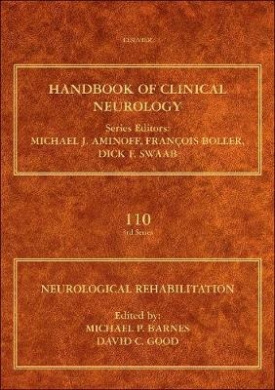 ELSEVIER
HANDBOOK OF CLINICAL
NEUROLOGY
Series Editors:
MICHAEL J. AMINOFF, FRANÇOIS BOLLER,
DICK F. SWAAB
110
3rd Series
NEUROLOGICAL REHABILITATION
Edited by:
MICHAEL P. BARNES
DAVID C. GOOD